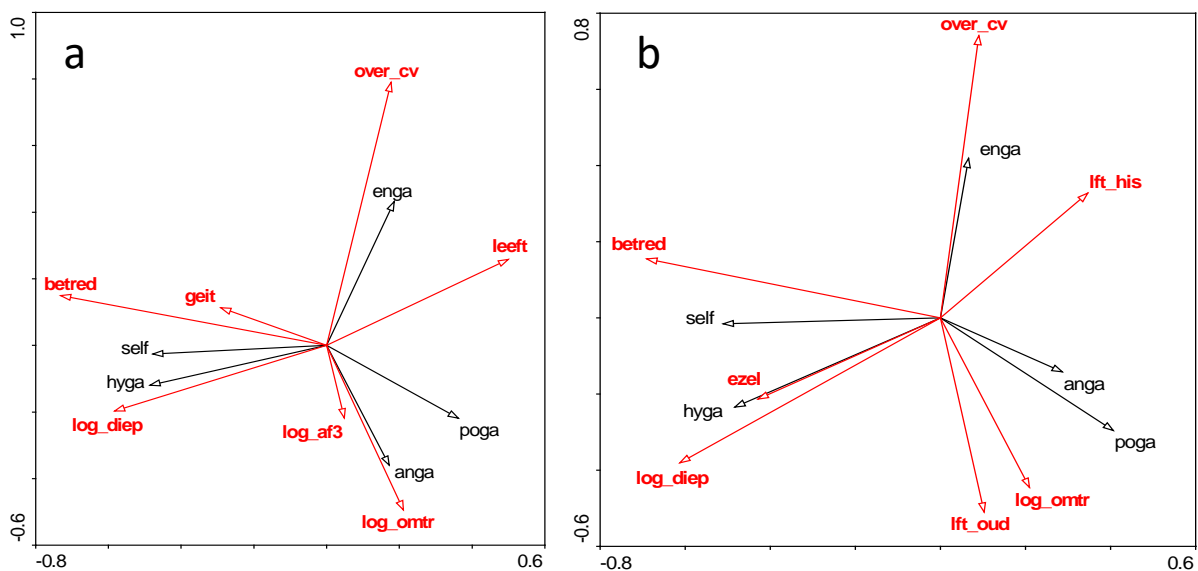 a
1.0
-0.6
-0.8
0.6
over_cv
enga
leeft
betred
geit
self
hyga
log_diep
log_af3
poga
anga
log_omtr
b
0.8
-0.6
-0.8
0.6
over_cv
enga
lft_his
betred
self
ezel
hyga
anga
poga
log_diep
log_omtr
lft_oud